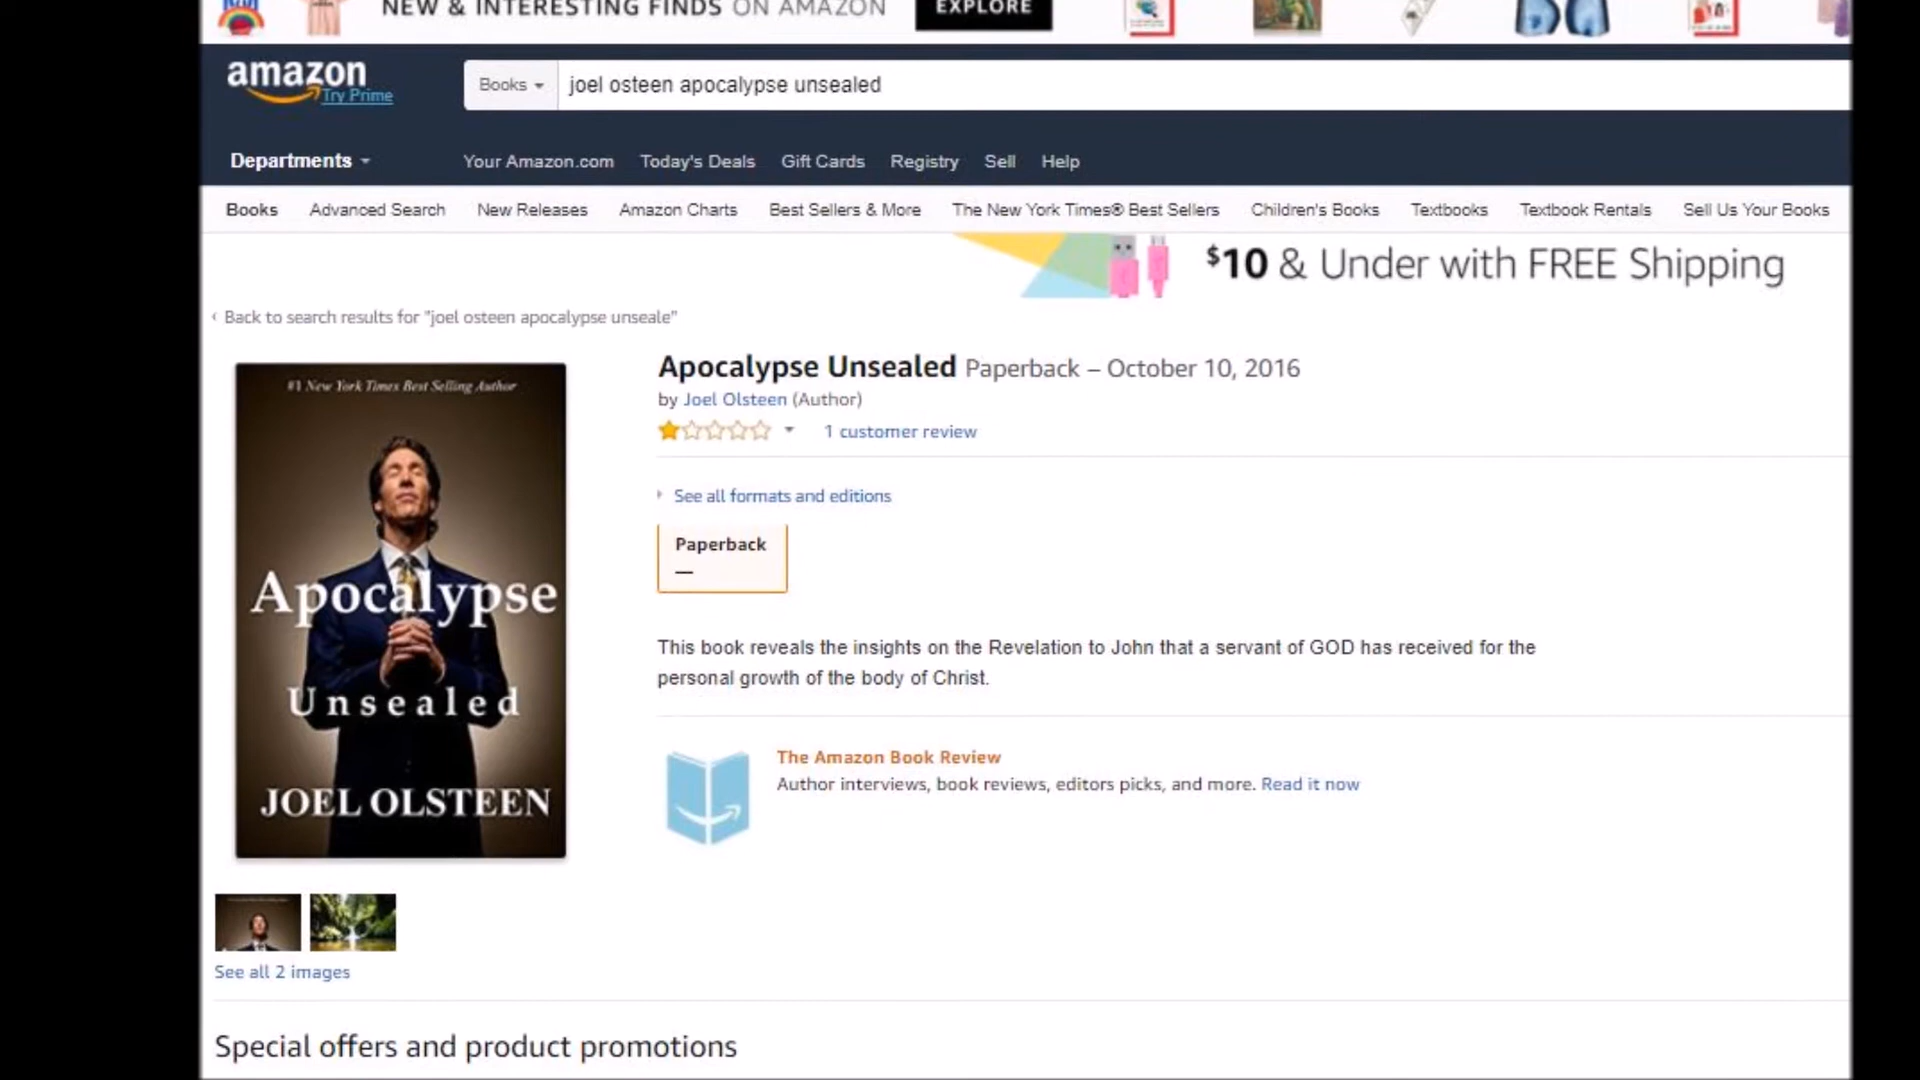 NEW & INTERESTING FINDS ON AMAZON EXPLORE
amazon
Try Prime
Books joel osteen apocalypse unsealed
Departments Your Amazon.com Today's Deals Gift Cards Registry Sell Help
Books Advanced Search New Releases Amazon Charts Best Sellers & More The New York Times® Best Sellers Children's Books Textbooks Textbook Rentals Sell Us Your Books
$10 & Under with FREE Shipping
‹ Back to search results for "joel osteen apocalypse unseale"
#1 New York Times Best Selling Author
Apocalypse
Unsealed
JOEL OLSTEEN
See all 2 images
Apocalypse Unsealed Paperback – October 10, 2016
by Joel Olsteen (Author)
1 customer review
See all formats and editions
Paperback
—
This book reveals the insights on the Revelation to John that a servant of GOD has received for the
personal growth of the body of Christ.
The Amazon Book Review
Author interviews, book reviews, editors picks, and more. Read it now
Special offers and product promotions